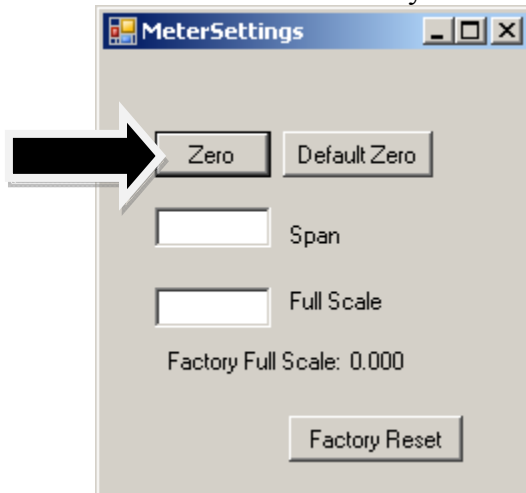 MeterSettings
Zero Default Zero
Span
Full Scale
Factory Full Scale: 0.000
Factory Reset